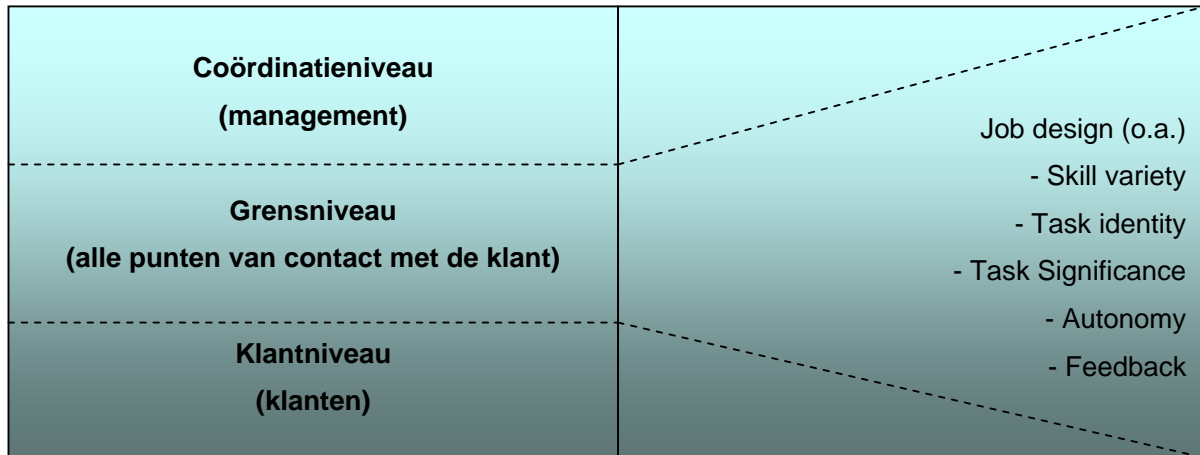 Coördinatieniveau
(management)
Grensniveau
(alle punten van contact met de klant)
Klantniveau
(klanten)
Job design (o.a.)
- Skill variety
- Task identity
- Task Significance
- Autonomy
- Feedback